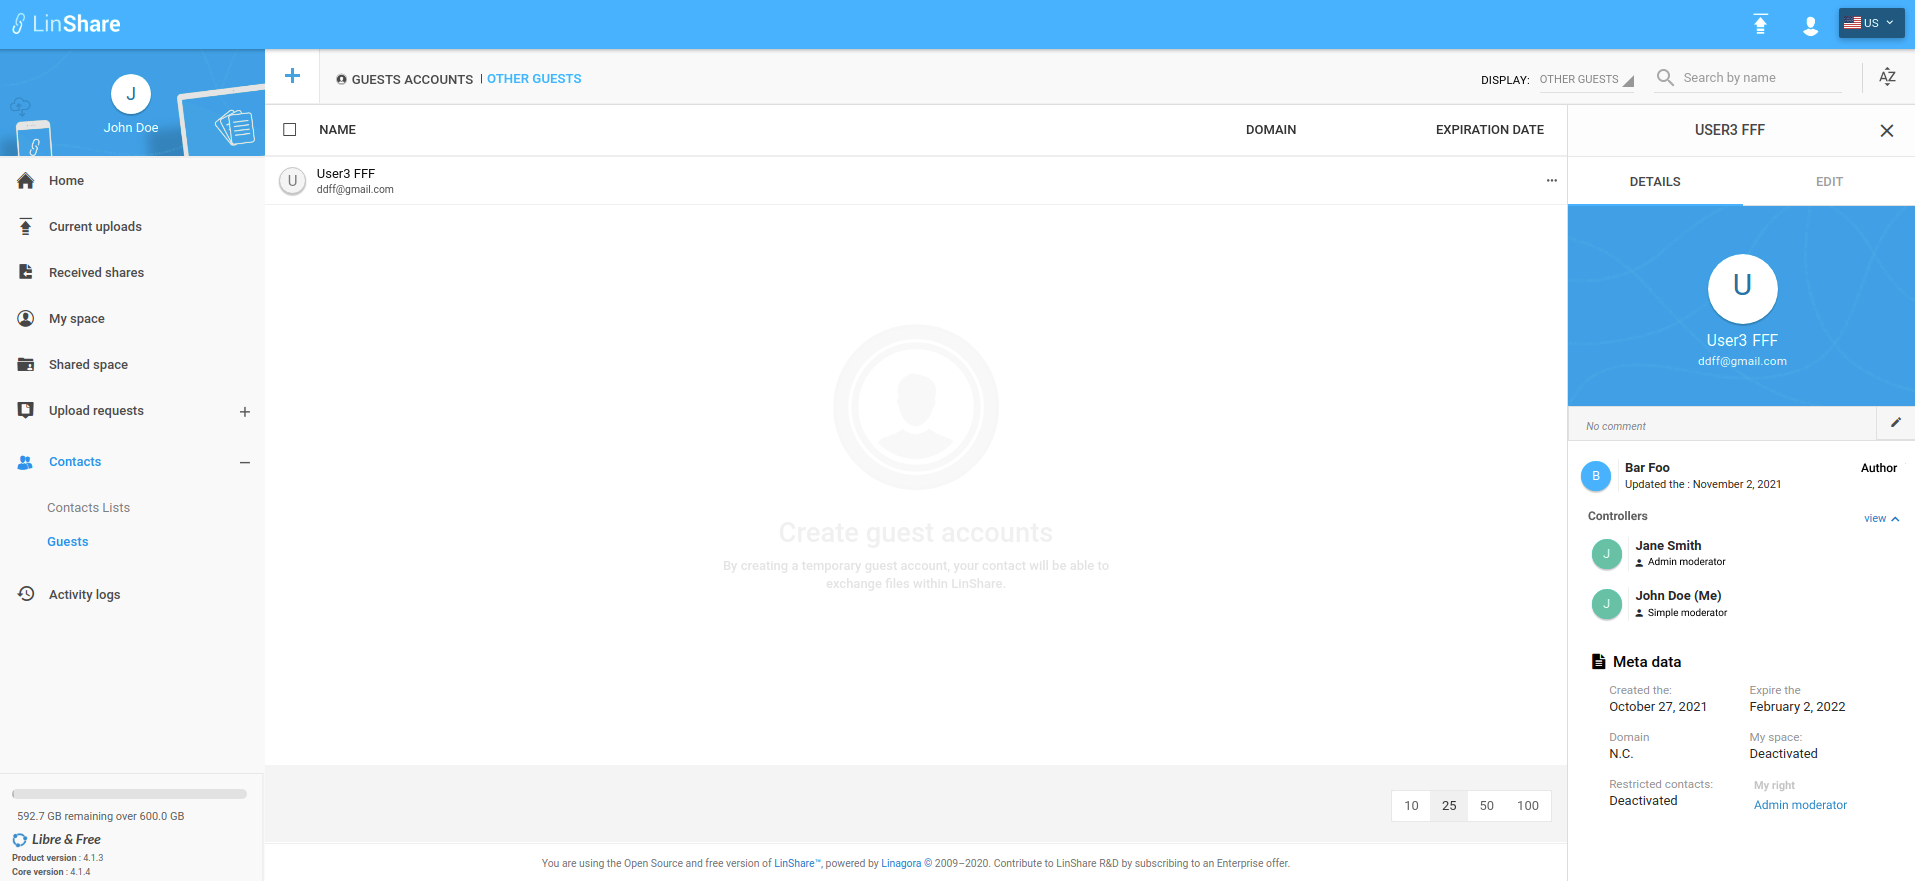 LinShare
US
J
John Doe
Home
Current uploads
Received shares
My space
Shared space
Upload requests
Contacts
Contacts Lists
Guests
Activity logs
592.7 GB remaining over 600.0 GB
Libre & Free
Product version : 4.1.3
Core version : 4.1.4
GUESTS ACCOUNTS | OTHER GUESTS
DISPLAY: OTHER GUESTS
Search by name
AZ
NAME DOMAIN EXPIRATION DATE
U
User3 FFF
ddff@gmail.com
Create guest accounts
By creating a temporary guest account, your contact will be able to
exchange files within LinShare.
10 25 50 100
You are using the Open Source and free version of LinShare™, powered by Linagora © 2009–2020. Contribute to LinShare R&D by subscribing to an Enterprise offer.
USER3 FFF
DETAILS EDIT
U
User3 FFF
ddff@gmail.com
No comment
B
Bar Foo Author
Updated the : November 2, 2021
Controllers view
J
Jane Smith
Admin moderator
J
John Doe (Me)
Simple moderator
Meta data
Created the: Expire the
October 27, 2021 February 2, 2022
Domain My space:
N.C. Deactivated
Restricted contacts: My right
Deactivated Admin moderator